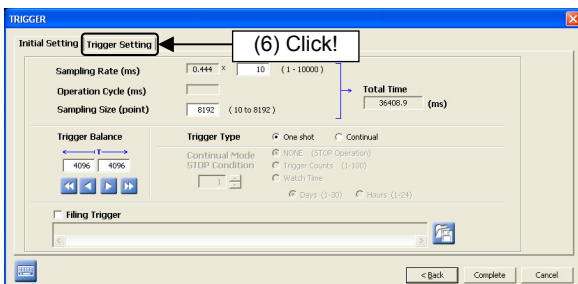 TRIGGER
Initial Setting Trigger Setting (6) Click!
Sampling Rate (ms) 0.444 x 10 (1 - 10000)
Operation Cycle (ms) Total Time
36408.9 (ms)
Sampling Size (point) 8192 (10 to 8192)
Trigger Balance Trigger Type One shot Continual
T Continual Mode NONE (STOP Operation)
4096 4096 STOP Condition Trigger Counts (1-100)
1 Watch Time
Days (1-30) Hours (1-24)
Filing Trigger
< Back Complete Cancel